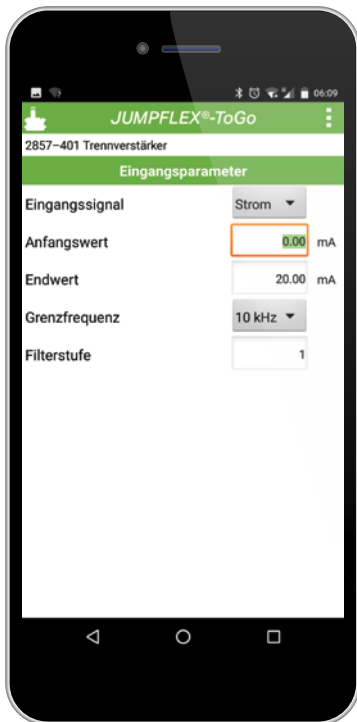 06:09
JUMPFLEX®-ToGo
2857-401 Trennverstärker
Eingangsparameter
Eingangssignal Strom
Anfangswert 0.00 mA
Endwert 20.00 mA
Grenzfrequenz 10 kHz
Filterstufe 1